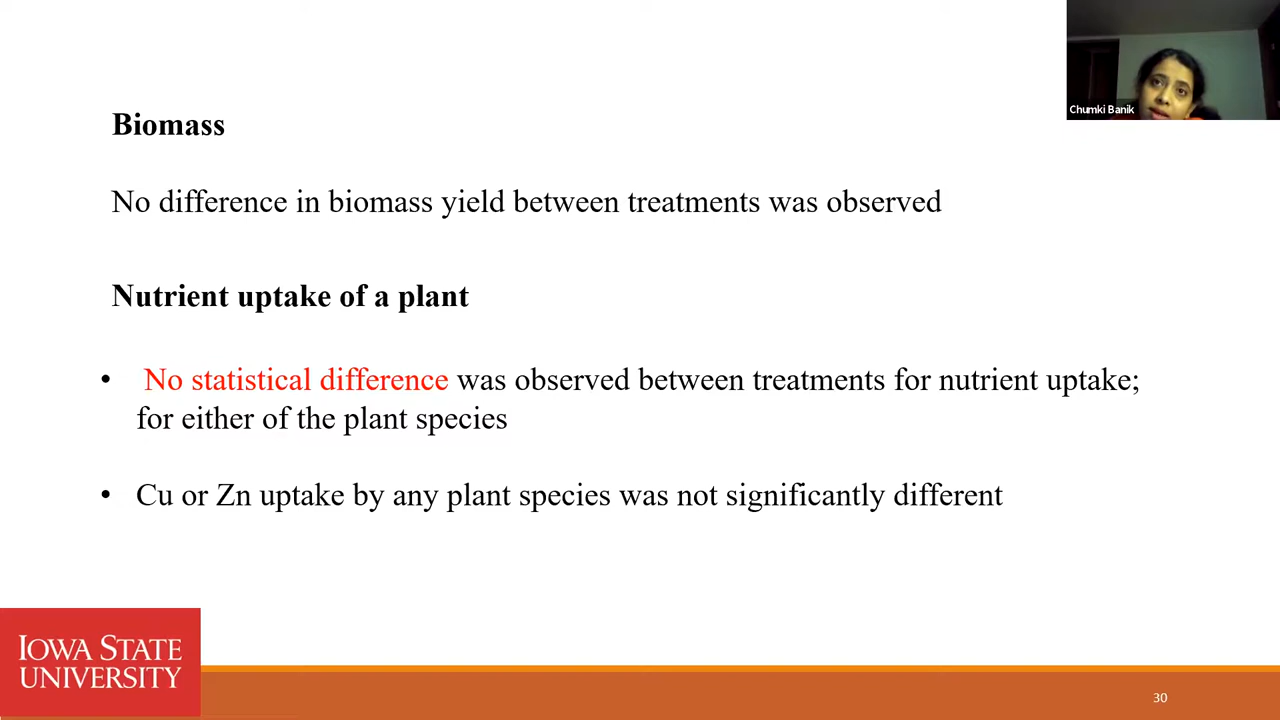 Chumki Banik
Biomass
No difference in biomass yield between treatments was observed
Nutrient uptake of a plant
• No statistical difference was observed between treatments for nutrient uptake;
for either of the plant species
• Cu or Zn uptake by any plant species was not significantly different
IOWA STATE
UNIVERSITY
30